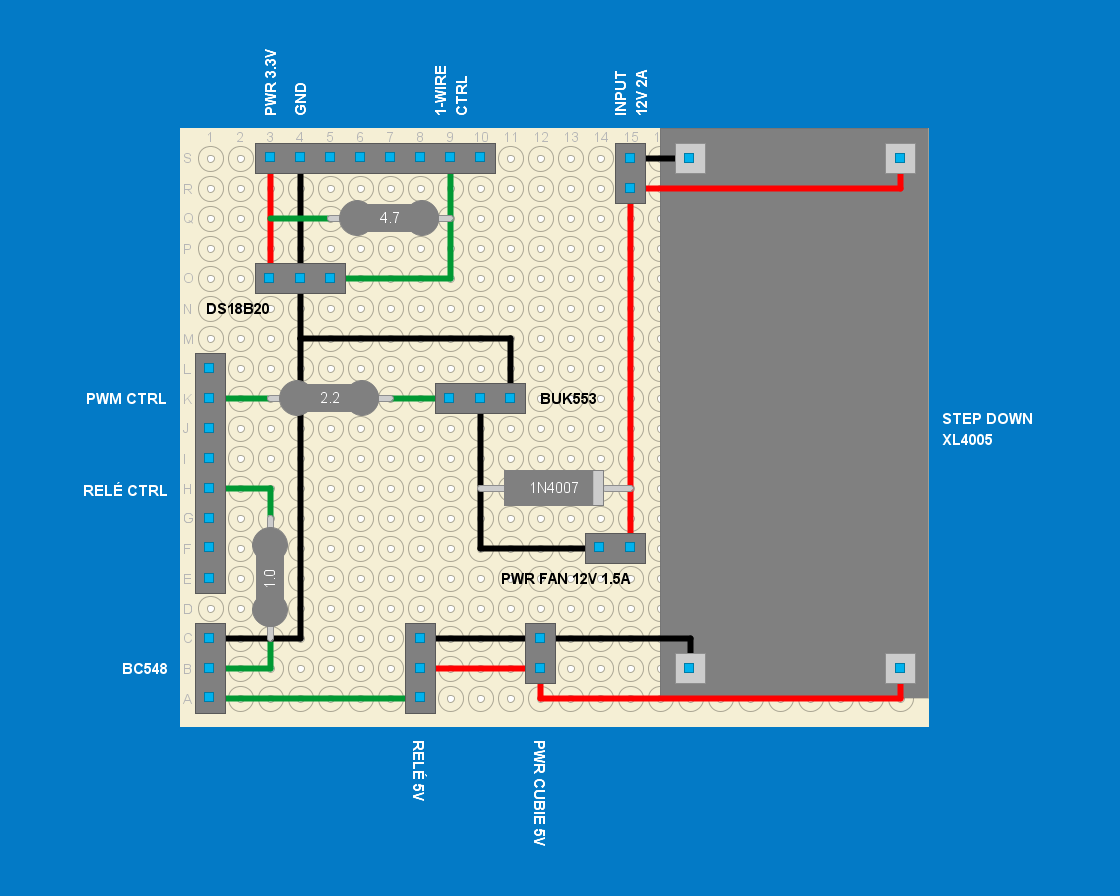 PWR 3.3V
GND
1-WIRE
CTRL
INPUT
12V 2A
1 2 3 4 5 6 7 8 9 10 11 12 13 14 15 1
S
R
Q
4.7
P
O
N
DS18B20
M
L
PWM CTRL
K
2.2
BUK553
STEP DOWN
XL4005
J
I
RELÉ CTRL
H
1N4007
G
F
1.0
E
PWR FAN 12V 1.5A
D
C
BC548
B
A
RELÉ 5V
PWR CUBIE 5V